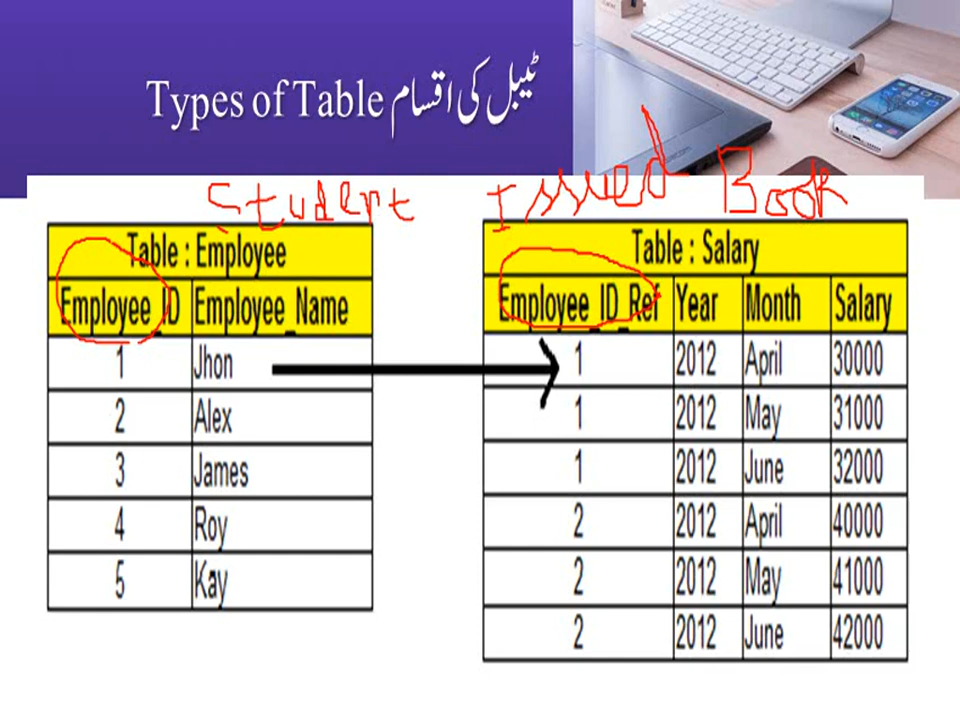 Types of Table ٹیبل کی اقسام
Student Issued Book
Table : Employee
Employee_ID Employee_Name
1 Jhon
2 Alex
3 James
4 Roy
5 Kay
Table : Salary
Employee_ID_Ref Year Month Salary
1 2012 April 30000
1 2012 May 31000
1 2012 June 32000
2 2012 April 40000
2 2012 May 41000
2 2012 June 42000